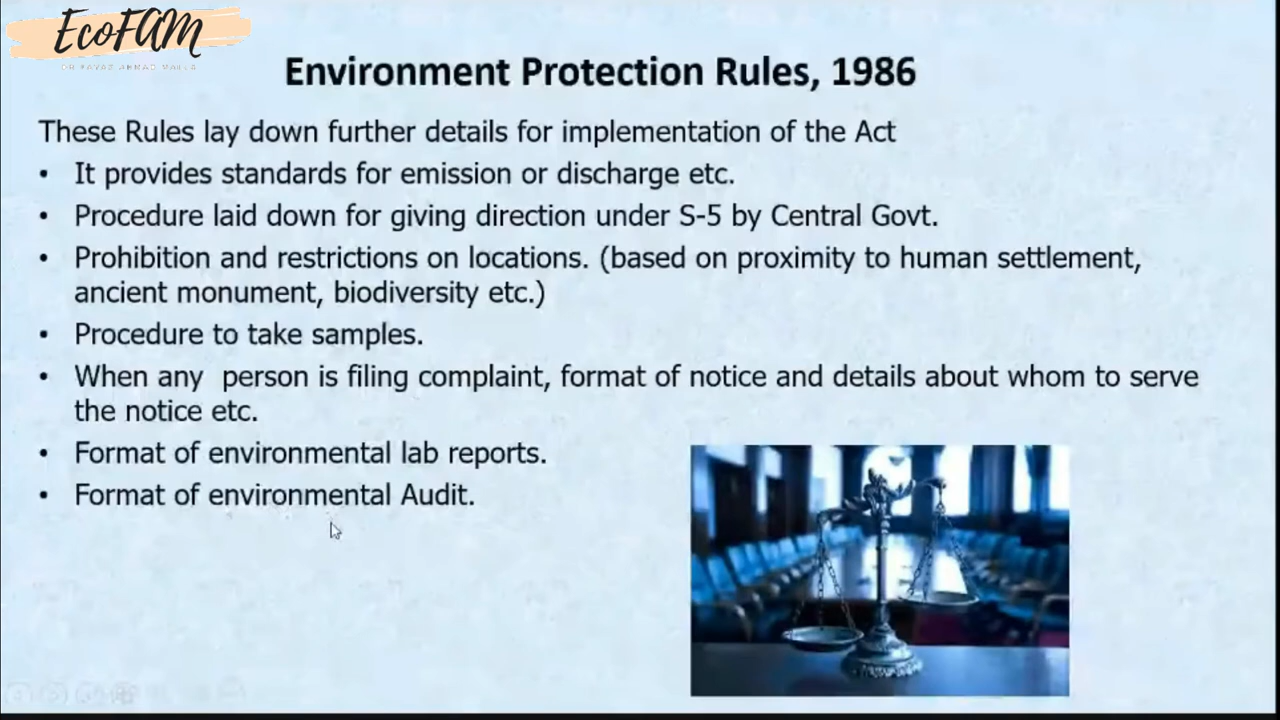 EcoFAM
DR FAYAZ AHMAD MALLA
Environment Protection Rules, 1986
These Rules lay down further details for implementation of the Act
• It provides standards for emission or discharge etc.
• Procedure laid down for giving direction under S-5 by Central Govt.
• Prohibition and restrictions on locations. (based on proximity to human settlement,
ancient monument, biodiversity etc.)
• Procedure to take samples.
• When any  person is filing complaint, format of notice and details about whom to serve
the notice etc.
• Format of environmental lab reports.
• Format of environmental Audit.